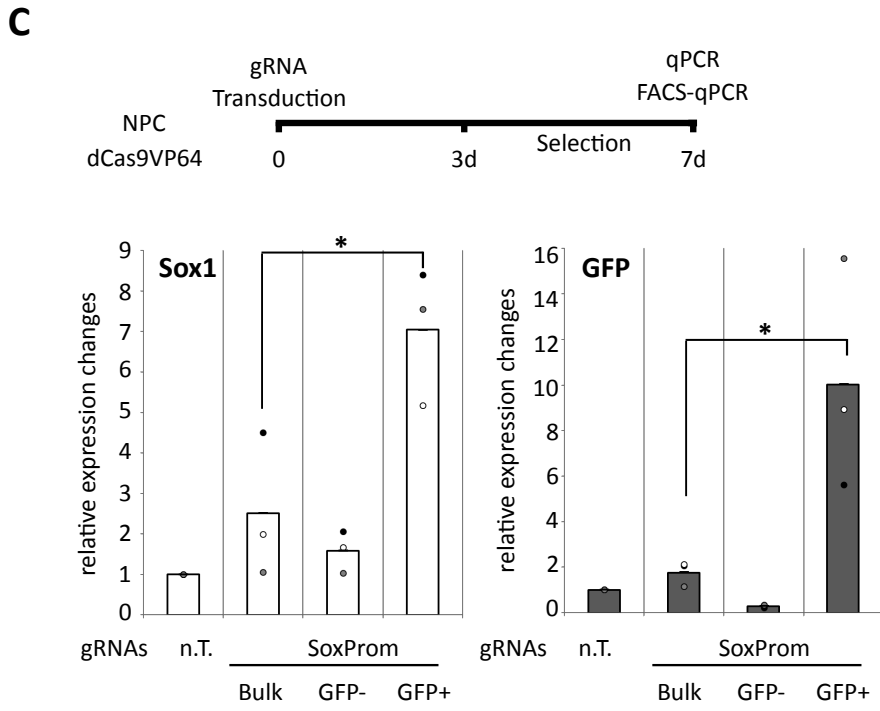 C
gRNA
Transduction
qPCR
FACS-qPCR
NPC
dCas9VP64
Selection
0
3d
7d
Sox1
*
relative expression changes
9
8
7
6
5
4
3
2
1
0
gRNAs n.T. SoxProm
Bulk GFP- GFP+
GFP
*
relative expression changes
16
14
12
10
8
6
4
2
0
gRNAs n.T. SoxProm
Bulk GFP- GFP+